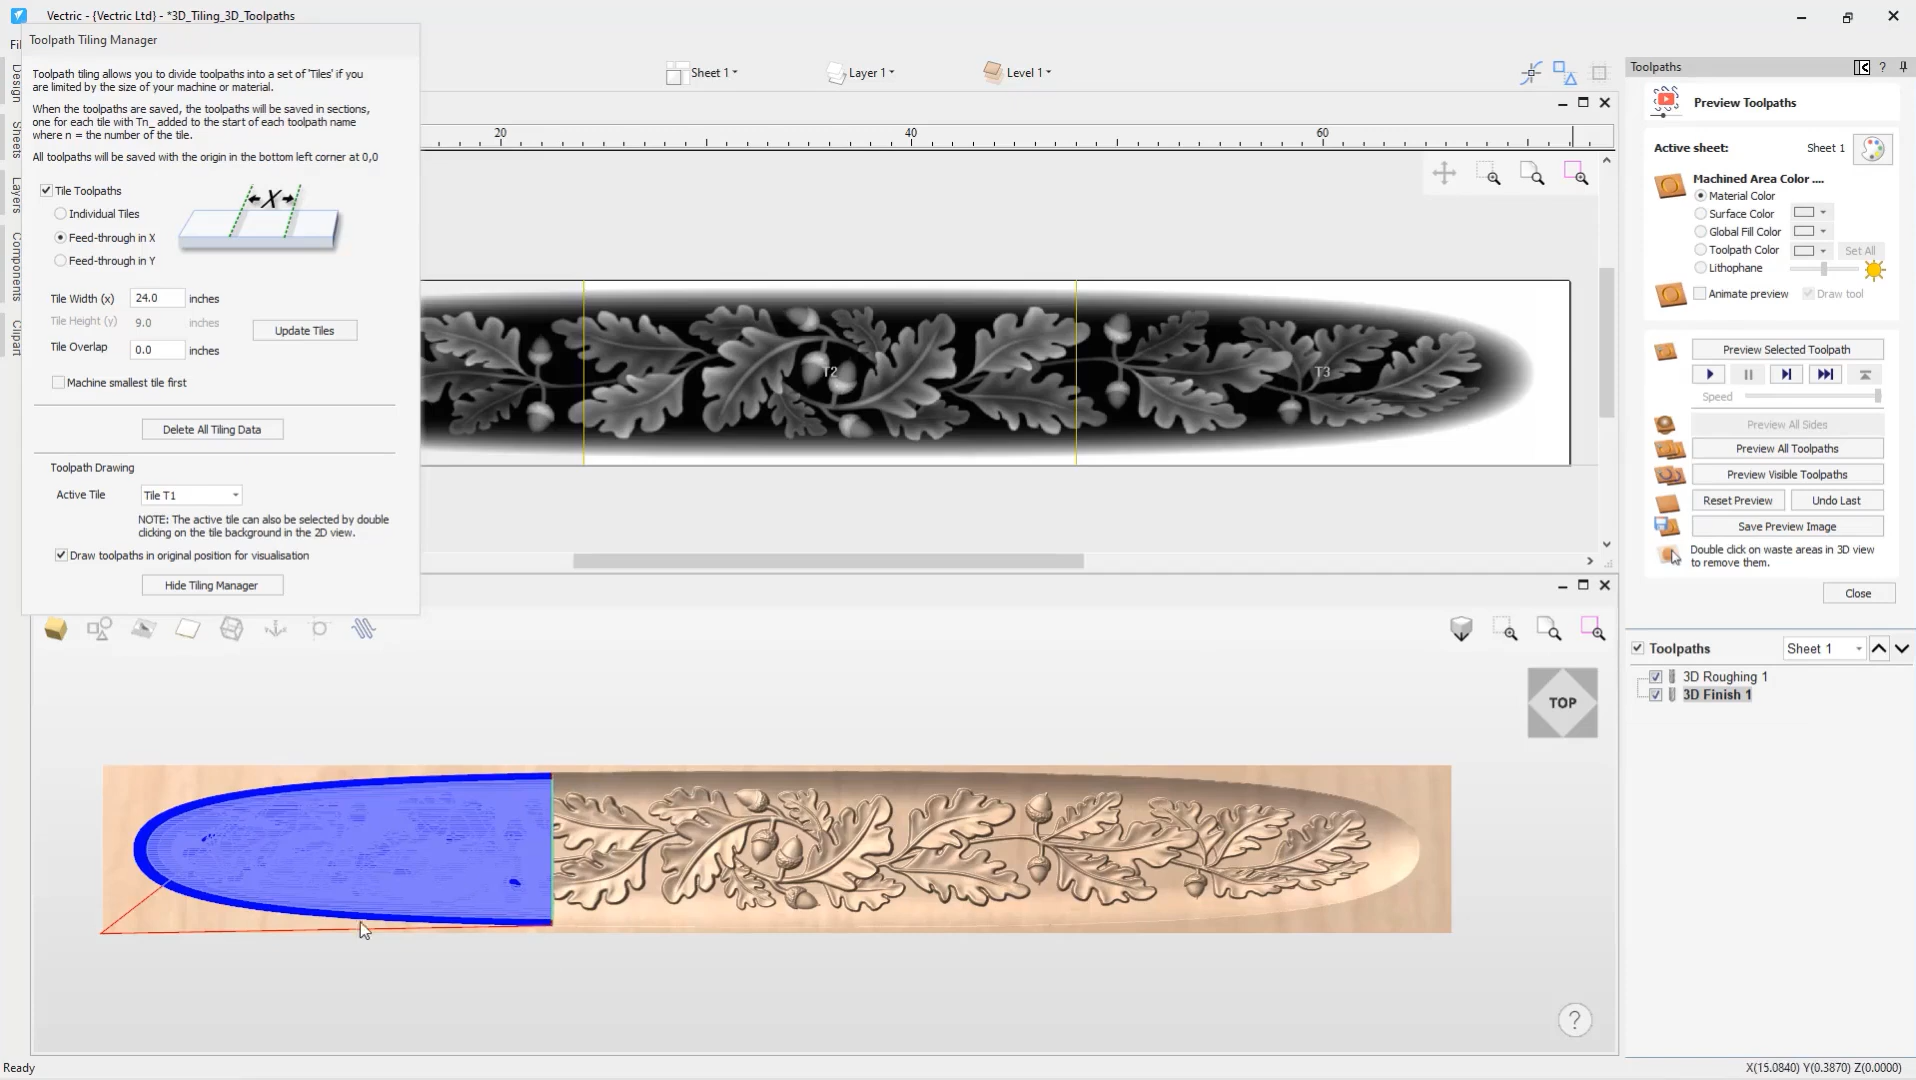 Vectric - {Vectric Ltd} - *3D_Tiling_3D_Toolpaths
Fil
Toolpath Tiling Manager
Toolpath tiling allows you to divide toolpaths into a set of 'Tiles' if you
are limited by the size of your machine or material.
When the toolpaths are saved, the toolpaths will be saved in sections,
one for each tile with Tn_ added to the start of each toolpath name
where n = the number of the tile.
All toolpaths will be saved with the origin in the bottom left corner at 0,0
Tile Toolpaths
Individual Tiles
Feed-through in X
Feed-through in Y
X
Tile Width (x) 24.0 inches
Tile Height (y) 9.0 inches
Update Tiles
Tile Overlap 0.0 inches
Machine smallest tile first
Delete All Tiling Data
Toolpath Drawing
Active Tile Tile T1
NOTE: The active tile can also be selected by double
clicking on the tile background in the 2D view.
Draw toolpaths in original position for visualisation
Hide Tiling Manager
Design
Sheets
Layers
Components
Clipart
Sheet 1
Layer 1
Level 1
20 40 60
T2
T3
TOP
?
Toolpaths
?
Preview Toolpaths
Active sheet: Sheet 1
Machined Area Color ....
Material Color
Surface Color
Global Fill Color
Toolpath Color Set All
Lithophane
Animate preview Draw tool
Preview Selected Toolpath
Speed
Preview All Sides
Preview All Toolpaths
Preview Visible Toolpaths
Reset Preview Undo Last
Save Preview Image
Double click on waste areas in 3D view
to remove them.
Close
Toolpaths Sheet 1
3D Roughing 1
3D Finish 1
Ready
X(15.0840) Y(0.3870) Z(0.0000)